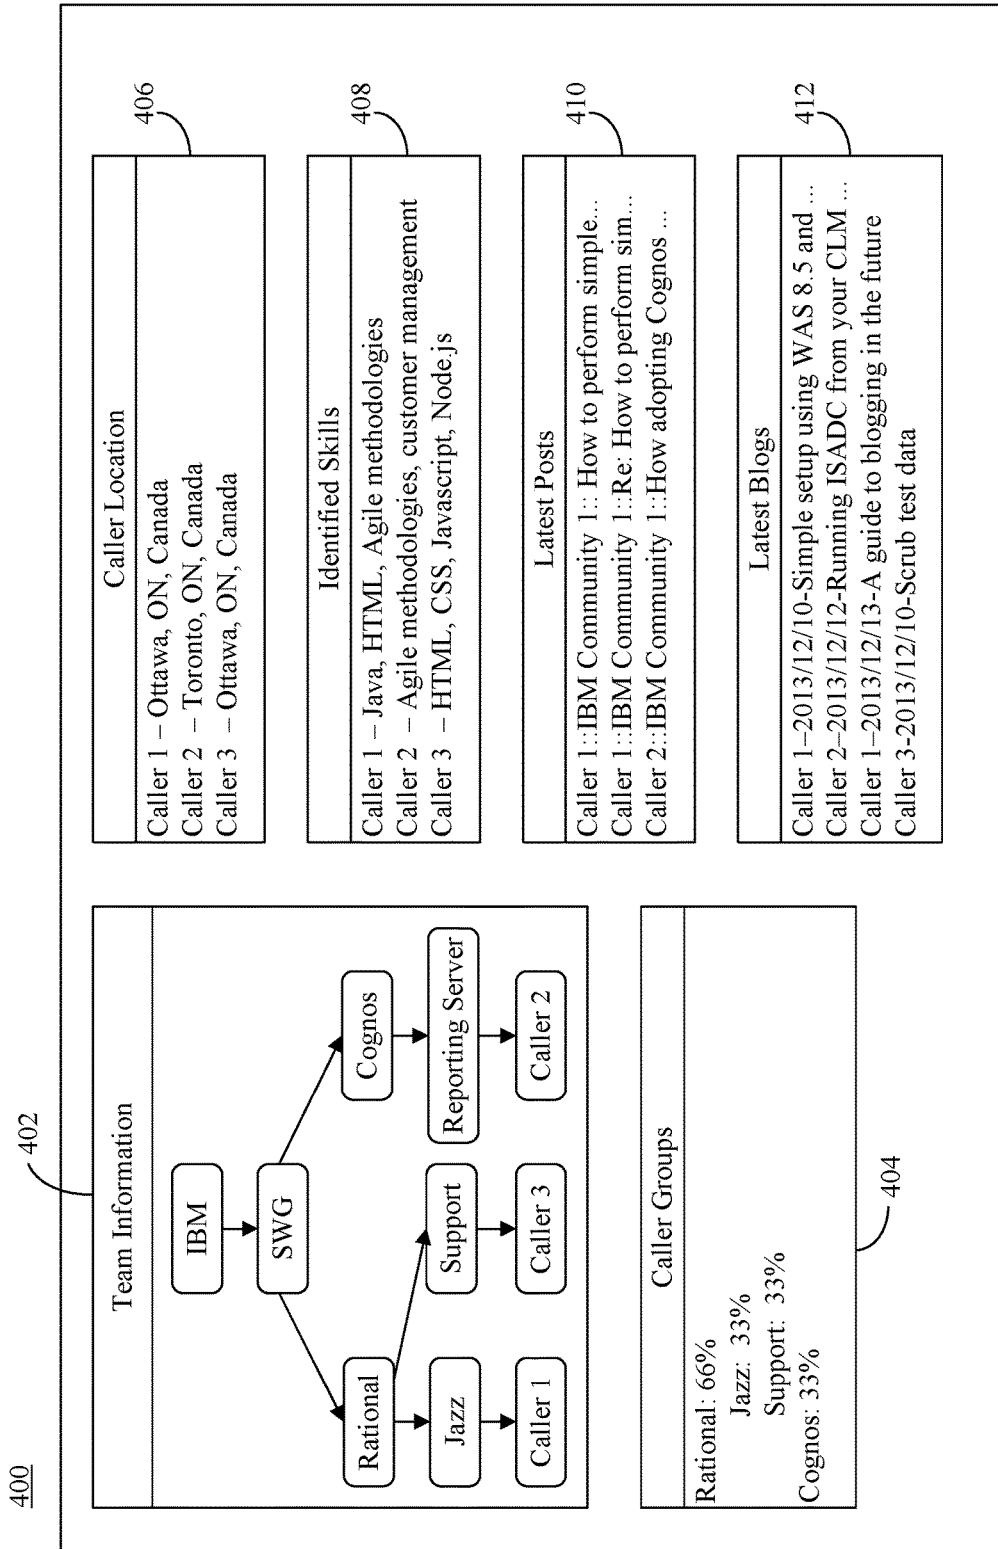 400
402
Team Information
IBM
SWG
Rational
Cognos
Jazz
Support
Reporting Server
Caller 1
Caller 3
Caller 2
Caller Groups
Rational: 66%
Jazz: 33%
Support: 33%
Cognos: 33%
404
Caller Location
406
Caller 1 – Ottawa, ON, Canada
Caller 2 – Toronto, ON, Canada
Caller 3 – Ottawa, ON, Canada
Identified Skills
408
Caller 1 – Java, HTML, Agile methodologies
Caller 2 – Agile methodologies, customer management
Caller 3 – HTML, CSS, Javascript, Node.js
Latest Posts
410
Caller 1::IBM Community 1:: How to perform simple...
Caller 1::IBM Community 1::Re: How to perform sim...
Caller 2::IBM Community 1::How adopting Cognos ...
Latest Blogs
412
Caller 1–2013/12/10-Simple setup using WAS 8.5 and ...
Caller 2–2013/12/12-Running ISADC from your CLM ...
Caller 1–2013/12/13-A guide to blogging in the future
Caller 3-2013/12/10-Scrub test data